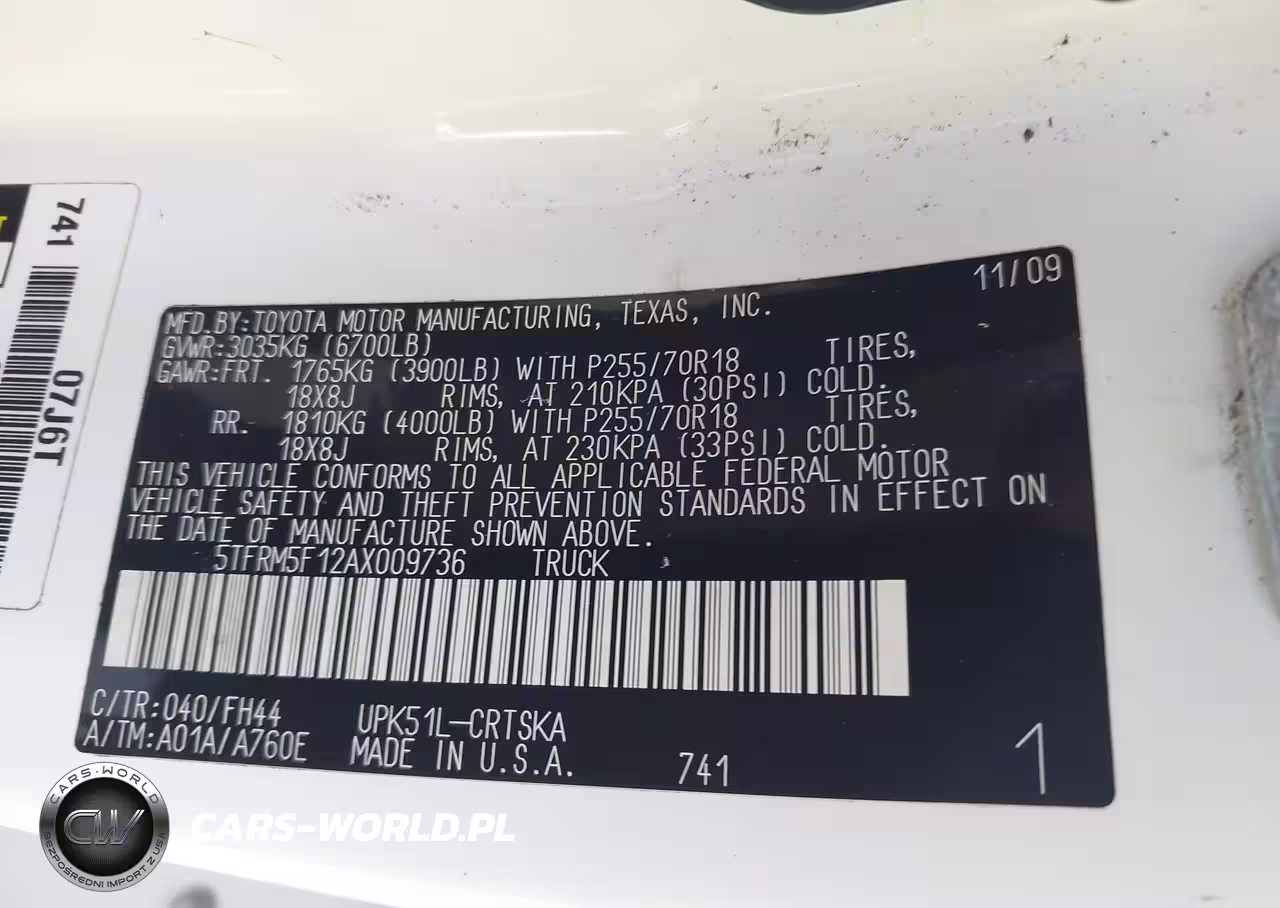 741
07J6T
11/09
MFD.BY:TOYOTA MOTOR MANUFACTURING, TEXAS, INC.
GVWR:3035KG (6700LB)
GAWR:FRT. 1765KG (3900LB) WITH P255/70R18 TIRES,
18X8J RIMS, AT 210KPA (30PSI) COLD.
RR. 1810KG (4000LB) WITH P255/70R18 TIRES,
18X8J RIMS, AT 230KPA (33PSI) COLD.
THIS VEHICLE CONFORMS TO ALL APPLICABLE FEDERAL MOTOR
VEHICLE SAFETY AND THEFT PREVENTION STANDARDS IN EFFECT ON
THE DATE OF MANUFACTURE SHOWN ABOVE.
5TFRM5F12AX009736 TRUCK
C/TR:040/FH44 UPK51L-CRTSKA
A/TM:A01A/A760E MADE IN U.S.A. 741 1
CARS-WORLD
CW
BEZPOŚREDNI IMPORT Z USA
CARS-WORLD.PL